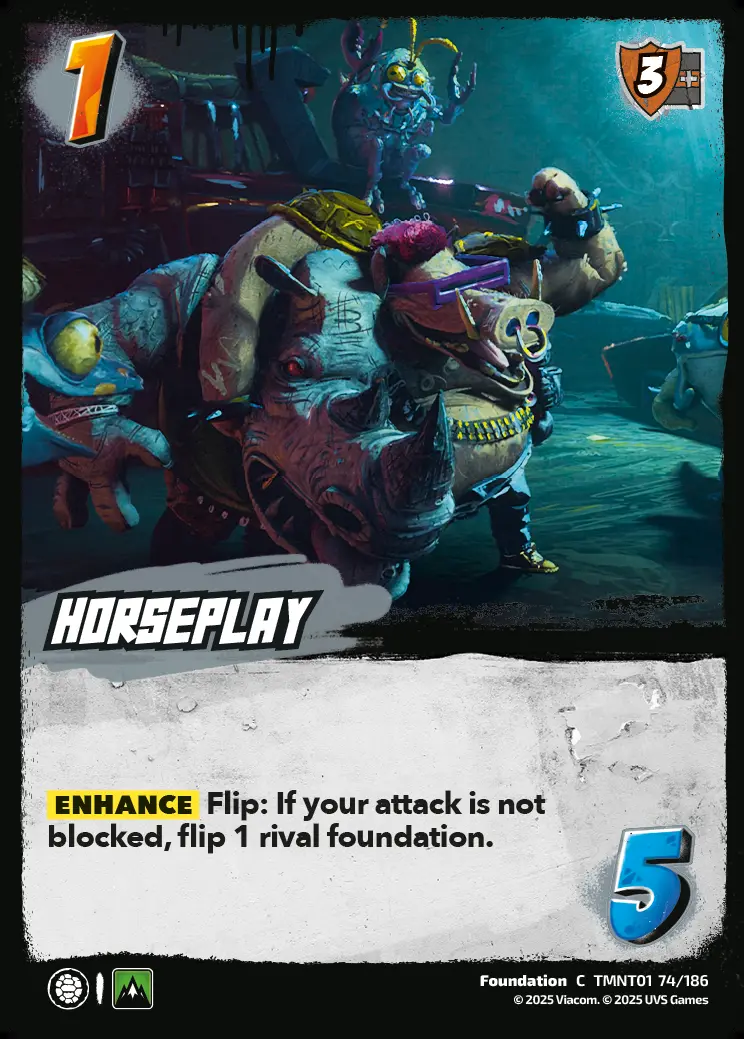 1
3
HORSEPLAY
ENHANCE Flip: If your attack is not
blocked, flip 1 rival foundation.
5
Foundation C TMNT01 74/186
© 2025 Viacom. © 2025 UVS Games